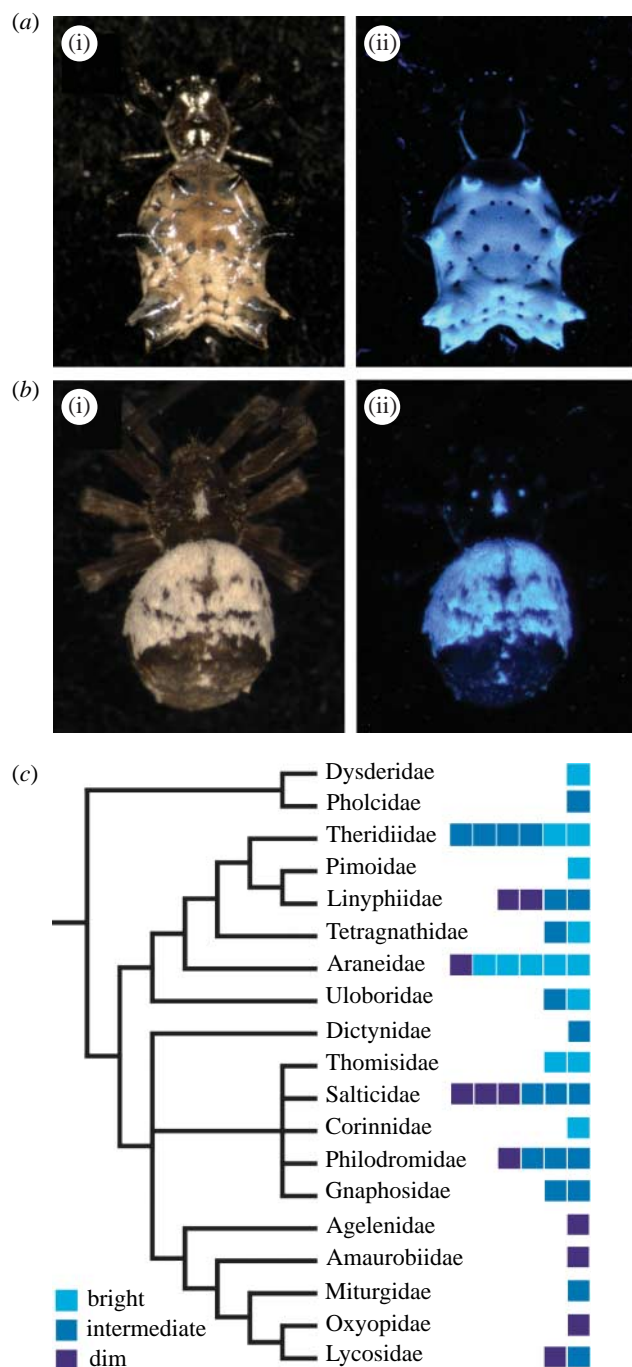 (a)
(i)
(ii)
(b)
(i)
(ii)
(c)
Dysderidae
Pholcidae
Theridiidae
Pimoidae
Linyphiidae
Tetragnathidae
Araneidae
Uloboridae
Dictynidae
Thomisidae
Salticidae
Corinnidae
Philodromidae
Gnaphosidae
Agelenidae
Amaurobiidae
Miturgidae
Oxyopidae
Lycosidae
bright
intermediate
dim